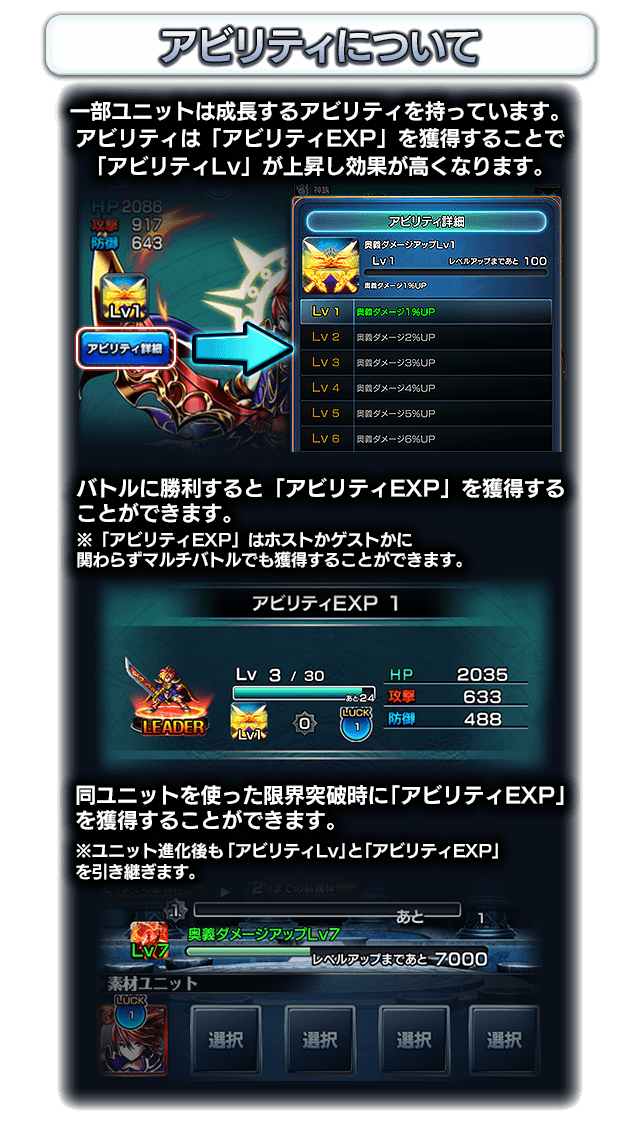 アビリティについて
一部ユニットは成長するアビリティを持っています。
アビリティは「アビリティEXP」を獲得することで
「アビリティLv」が上昇し効果が高くなります。
神族
HP2086
攻撃 917
防御 643
Lv1
アビリティ詳細
アビリティ詳細
奥義ダメージアップLv1
Lv 1 レベルアップまであと 100
奥義ダメージ1%UP
Lv 1 奥義ダメージ1%UP
Lv 2 奥義ダメージ2%UP
Lv 3 奥義ダメージ3%UP
Lv 4 奥義ダメージ4%UP
Lv 5 奥義ダメージ5%UP
Lv 6 奥義ダメージ6%UP
バトルに勝利すると「アビリティEXP」を獲得する
ことができます。
※「アビリティEXP」はホストかゲストかに
関わらずマルチバトルでも獲得することができます。
アビリティEXP 1
LEADER
Lv 3 / 30
あと24
Lv1
0
LUCK
1
HP 2035
攻撃 633
防御 488
同ユニットを使った限界突破時に「アビリティEXP」
を獲得することができます。
※ユニット進化後も「アビリティLv」と「アビリティEXP」
を引き継ぎます。
までの装備枠 2 までの装備枠
1 あと 1
Lv7
奥義ダメージアップLv7
レベルアップまであと 7000
素材ユニット
LUCK
1
選択 選択 選択 選択